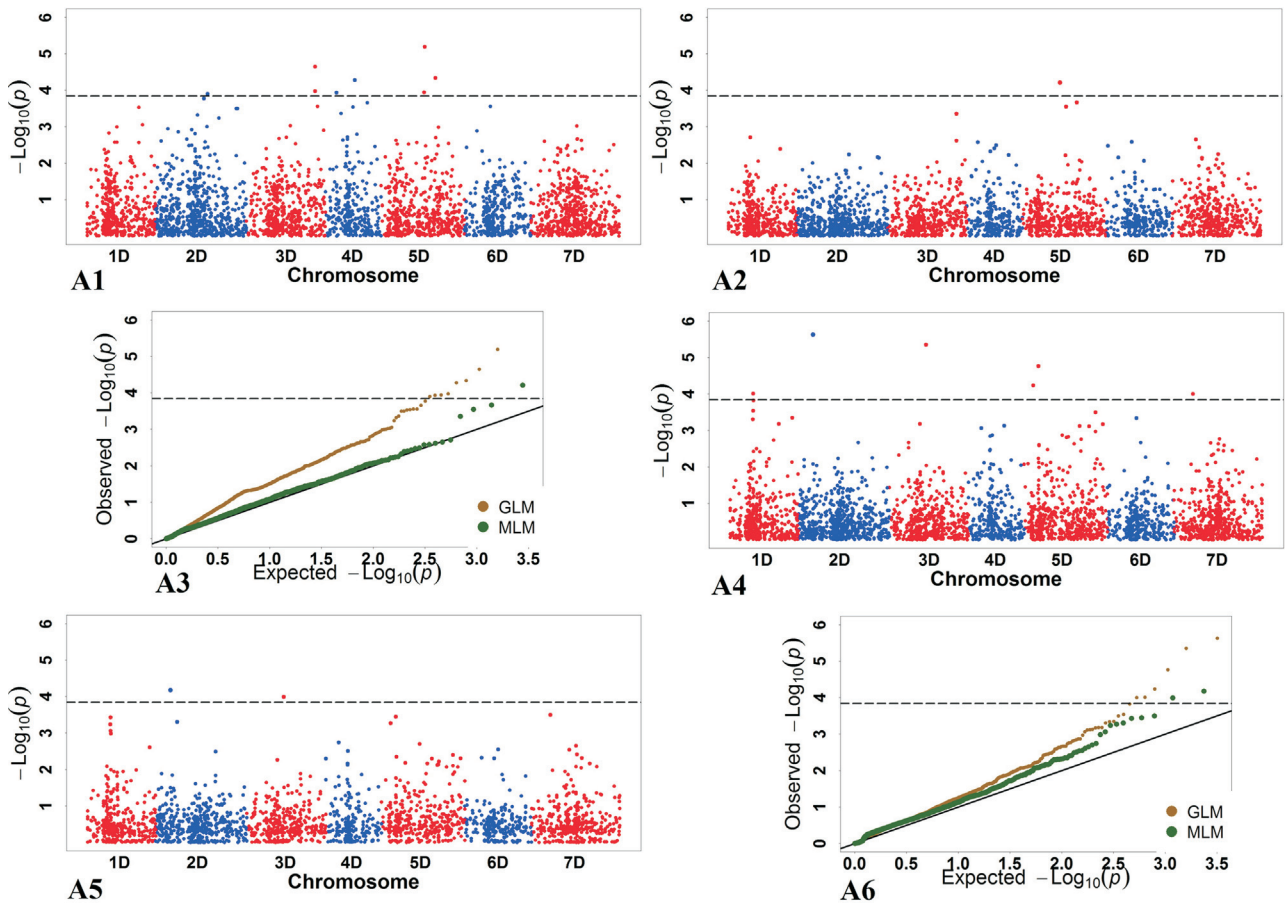 6
5
4
3
2
1
−Log10(p)
1D 2D 3D 4D 5D 6D 7D
Chromosome
A1
6
5
4
3
2
1
−Log10(p)
1D 2D 3D 4D 5D 6D 7D
Chromosome
A2
6
5
4
3
2
1
0
Observed −Log10(p)
GLM
MLM
0.0 0.5 1.0 1.5 2.0 2.5 3.0 3.5
Expected −Log10(p)
A3
6
5
4
3
2
1
−Log10(p)
1D 2D 3D 4D 5D 6D 7D
Chromosome
A4
6
5
4
3
2
1
−Log10(p)
1D 2D 3D 4D 5D 6D 7D
Chromosome
A5
6
5
4
3
2
1
0
Observed −Log10(p)
GLM
MLM
0.0 0.5 1.0 1.5 2.0 2.5 3.0 3.5
Expected −Log10(p)
A6